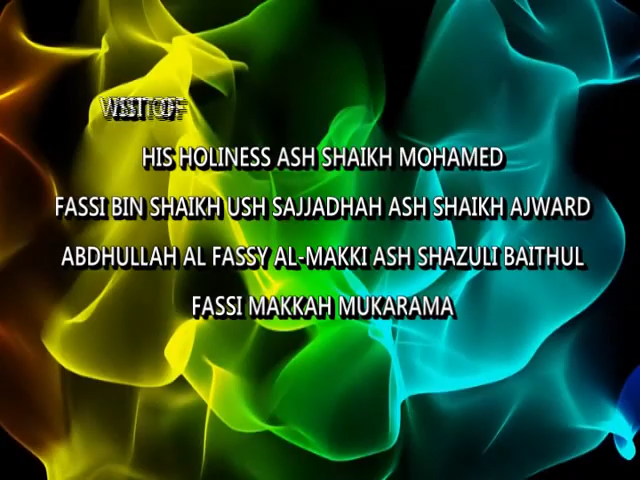 VISIT OF
HIS HOLINESS ASH SHAIKH MOHAMED
FASSI BIN SHAIKH USH SAJJADHAH ASH SHAIKH AJWARD
ABDHULLAH AL FASSY AL-MAKKI ASH SHAZULI BAITHUL
FASSI MAKKAH MUKARAMA